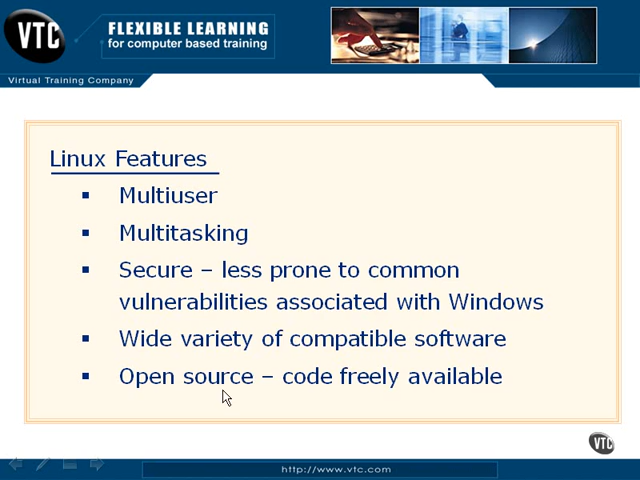 VTC
FLEXIBLE LEARNING
for computer based training
Virtual Training Company
Linux Features
▪ Multiuser
▪ Multitasking
▪ Secure – less prone to common
vulnerabilities associated with Windows
▪ Wide variety of compatible software
▪ Open source – code freely available
VTC
http://www.vtc.com